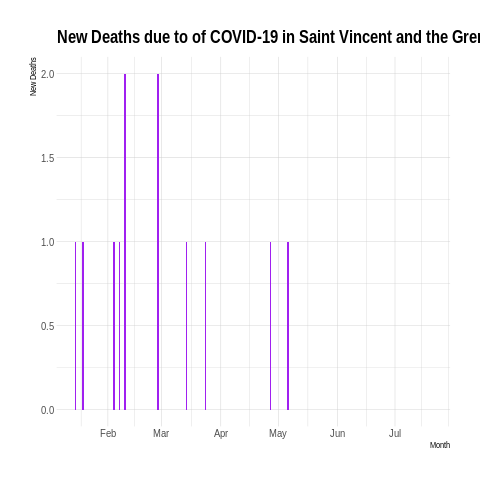 New Deaths due to of COVID-19 in Saint Vincent and the Gren
New Deaths
2.0
1.5
1.0
0.5
0.0
Feb Mar Apr May Jun Jul
Month